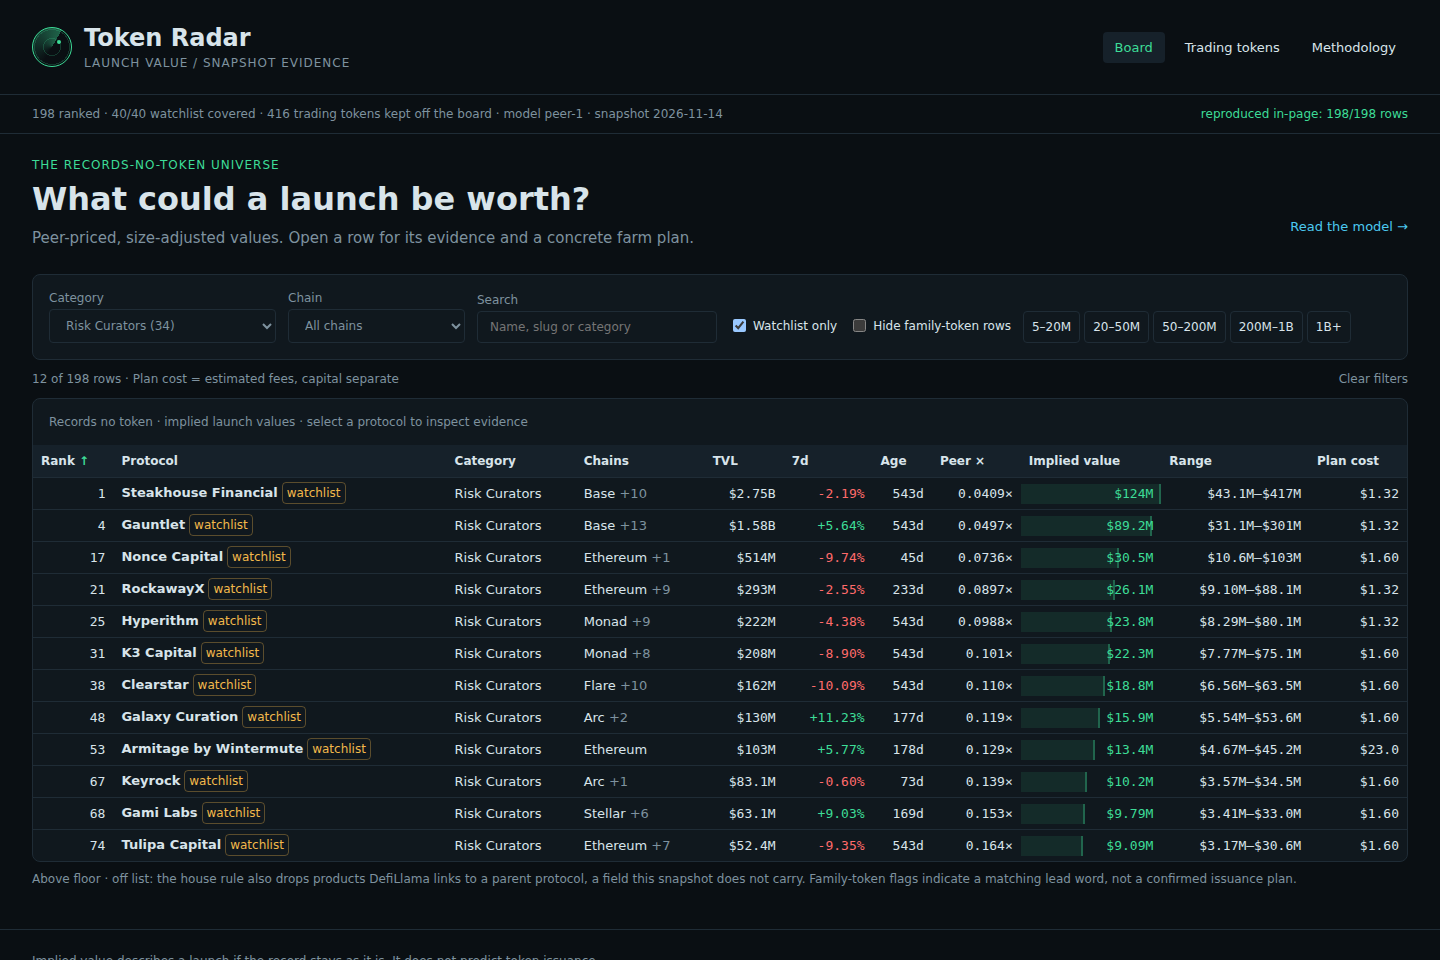 Token Radar
LAUNCH VALUE / SNAPSHOT EVIDENCE
Board Trading tokens Methodology
198 ranked · 40/40 watchlist covered · 416 trading tokens kept off the board · model peer-1 · snapshot 2026-11-14
reproduced in-page: 198/198 rows
THE RECORDS-NO-TOKEN UNIVERSE
What could a launch be worth?
Peer-priced, size-adjusted values. Open a row for its evidence and a concrete farm plan.
Read the model →
Category Chain Search
Risk Curators (34) All chains Name, slug or category Watchlist only Hide family-token rows 5–20M 20–50M 50–200M 200M–1B 1B+
12 of 198 rows · Plan cost = estimated fees, capital separate
Clear filters
Records no token · implied launch values · select a protocol to inspect evidence
Rank ↑ Protocol Category Chains TVL 7d Age Peer × Implied value Range Plan cost
1 Steakhouse Financial watchlist Risk Curators Base +10 $2.75B -2.19% 543d 0.0409× $124M $43.1M–$417M $1.32
4 Gauntlet watchlist Risk Curators Base +13 $1.58B +5.64% 543d 0.0497× $89.2M $31.1M–$301M $1.32
17 Nonce Capital watchlist Risk Curators Ethereum +1 $514M -9.74% 45d 0.0736× $30.5M $10.6M–$103M $1.60
21 RockawayX watchlist Risk Curators Ethereum +9 $293M -2.55% 233d 0.0897× $26.1M $9.10M–$88.1M $1.32
25 Hyperithm watchlist Risk Curators Monad +9 $222M -4.38% 543d 0.0988× $23.8M $8.29M–$80.1M $1.32
31 K3 Capital watchlist Risk Curators Monad +8 $208M -8.90% 543d 0.101× $22.3M $7.77M–$75.1M $1.60
38 Clearstar watchlist Risk Curators Flare +10 $162M -10.09% 543d 0.110× $18.8M $6.56M–$63.5M $1.60
48 Galaxy Curation watchlist Risk Curators Arc +2 $130M +11.23% 177d 0.119× $15.9M $5.54M–$53.6M $1.60
53 Armitage by Wintermute watchlist Risk Curators Ethereum $103M +5.77% 178d 0.129× $13.4M $4.67M–$45.2M $23.0
67 Keyrock watchlist Risk Curators Arc +1 $83.1M -0.60% 73d 0.139× $10.2M $3.57M–$34.5M $1.60
68 Gami Labs watchlist Risk Curators Stellar +6 $63.1M +9.03% 169d 0.153× $9.79M $3.41M–$33.0M $1.60
74 Tulipa Capital watchlist Risk Curators Ethereum +7 $52.4M -9.35% 543d 0.164× $9.09M $3.17M–$30.6M $1.60
Above floor · off list: the house rule also drops products DefiLlama links to a parent protocol, a field this snapshot does not carry. Family-token flags indicate a matching lead word, not a confirmed issuance plan.
Implied value describes a launch if the record stays as it is. It does not predict token issuance.